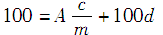 100 = A c/m + 100d